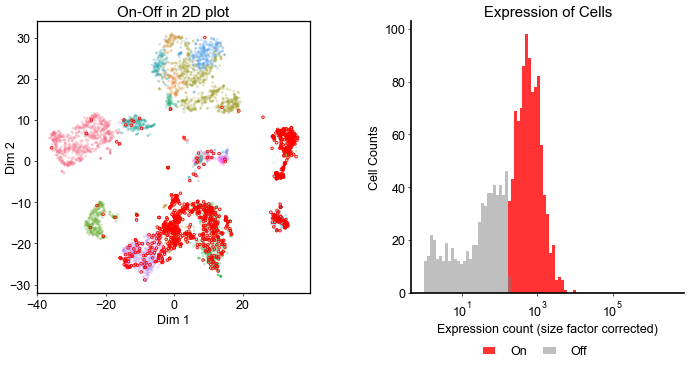 On-Off in 2D plot
30
20
10
0
−10
−20
−30
−40
−20
0
20
Dim 2
Dim 1
Expression of Cells
100
80
60
40
20
0
10^1
10^3
10^5
Cell Counts
Expression count (size factor corrected)
On
Off